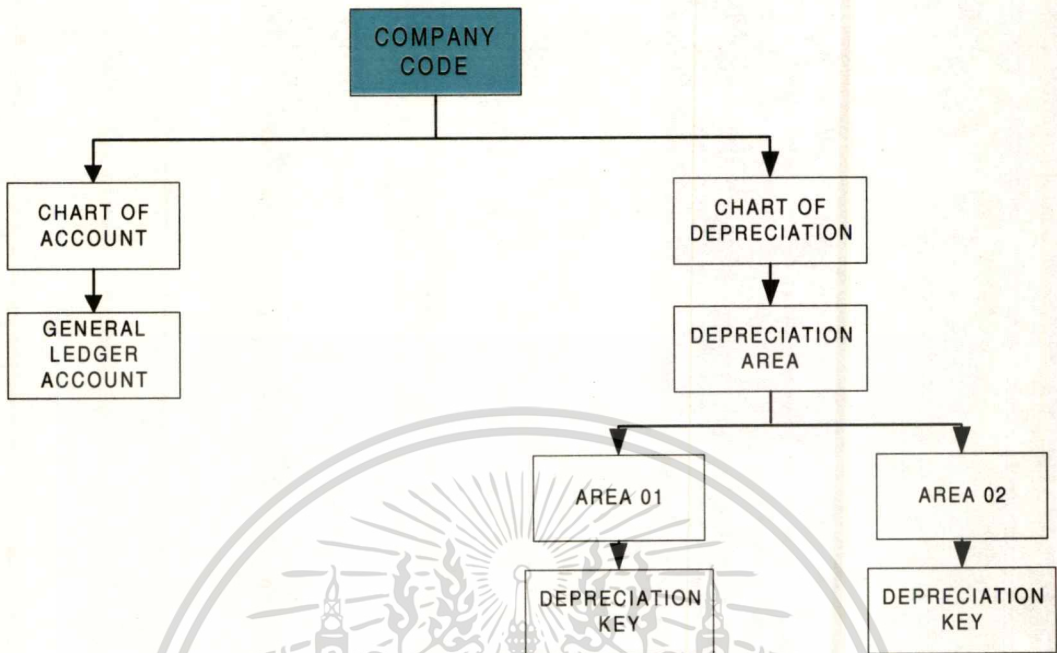 COMPANY
CODE
CHART OF
ACCOUNT
CHART OF
DEPRECIATION
GENERAL
LEDGER
ACCOUNT
DEPRECIATION
AREA
AREA 01
AREA 02
DEPRECIATION
KEY
DEPRECIATION
KEY